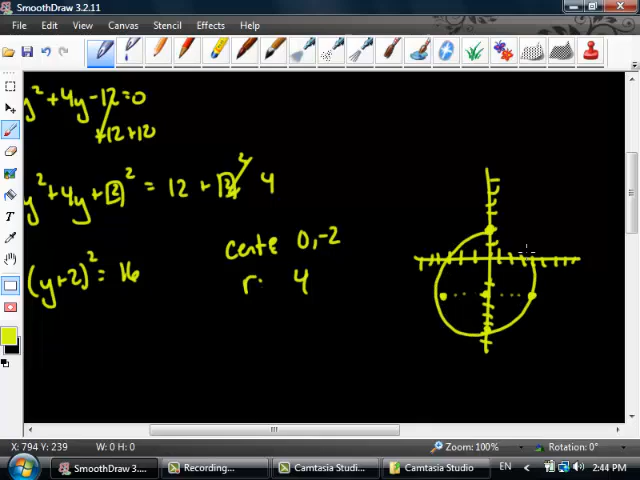 SmoothDraw 3.2.11
File Edit View Canvas Stencil Effects Help
y² + 4y - 12 = 0
+12 +12
y² + 4y + 2² = 12 + 2² 4
(y+2)² = 16
cente 0,-2
r. 4
X: 794 Y: 239 W: 0 H: 0 Zoom: 100% Rotation: 0°
SmoothDraw 3.... Recording... Camtasia Studi... Camtasia Studio EN 2:44 PM